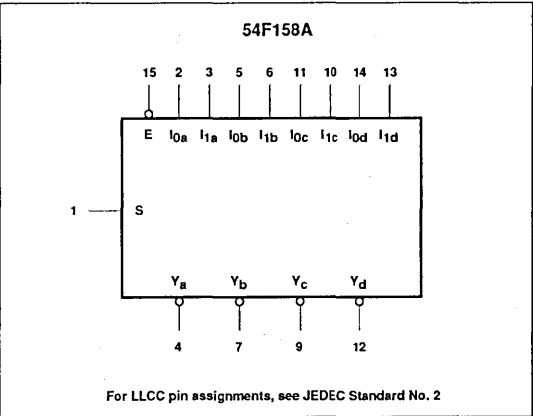 54F158A
15 2 3 5 6 11 10 14 13
E I0a I1a I0b I1b I0c I1c I0d I1d
1 S
Ya Yb Yc Yd
4 7 9 12
For LLCC pin assignments, see JEDEC Standard No. 2